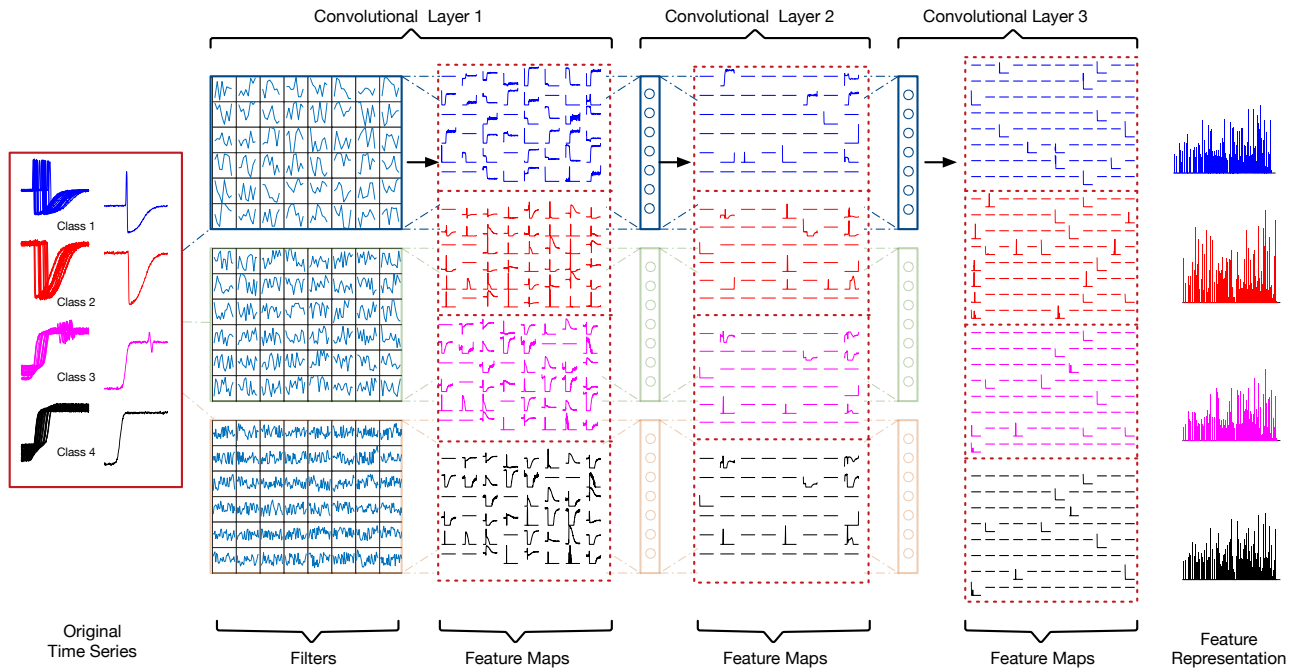 Convolutional Layer 1
Convolutional Layer 2
Convolutional Layer 3
Class 1
Class 2
Class 3
Class 4
Original
Time Series
Filters
Feature Maps
Feature Maps
Feature Maps
Feature
Representation